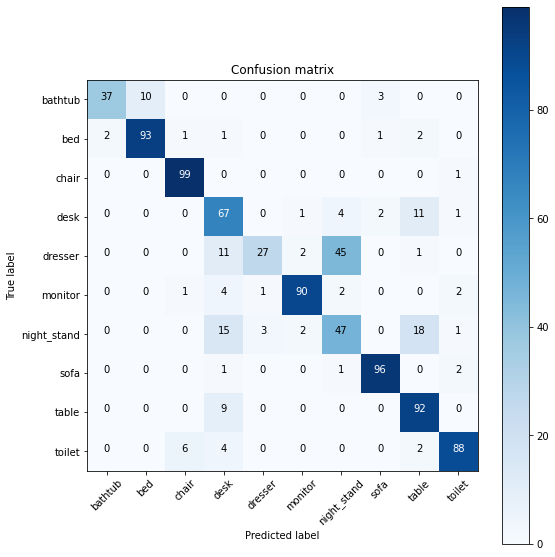 Confusion matrix
bathtub 37 10 0 0 0 0 0 3 0 0
bed 2 93 1 1 0 0 0 1 2 0
chair 0 0 99 0 0 0 0 0 0 1
desk 0 0 0 67 0 1 4 2 11 1
dresser 0 0 0 11 27 2 45 0 1 0
monitor 0 0 1 4 1 90 2 0 0 2
night_stand 0 0 0 15 3 2 47 0 18 1
sofa 0 0 0 1 0 0 1 96 0 2
table 0 0 0 9 0 0 0 0 92 0
toilet 0 0 6 4 0 0 0 0 2 88
bathtub bed chair desk dresser monitor night_stand sofa table toilet
True label
Predicted label
80
60
40
20
0